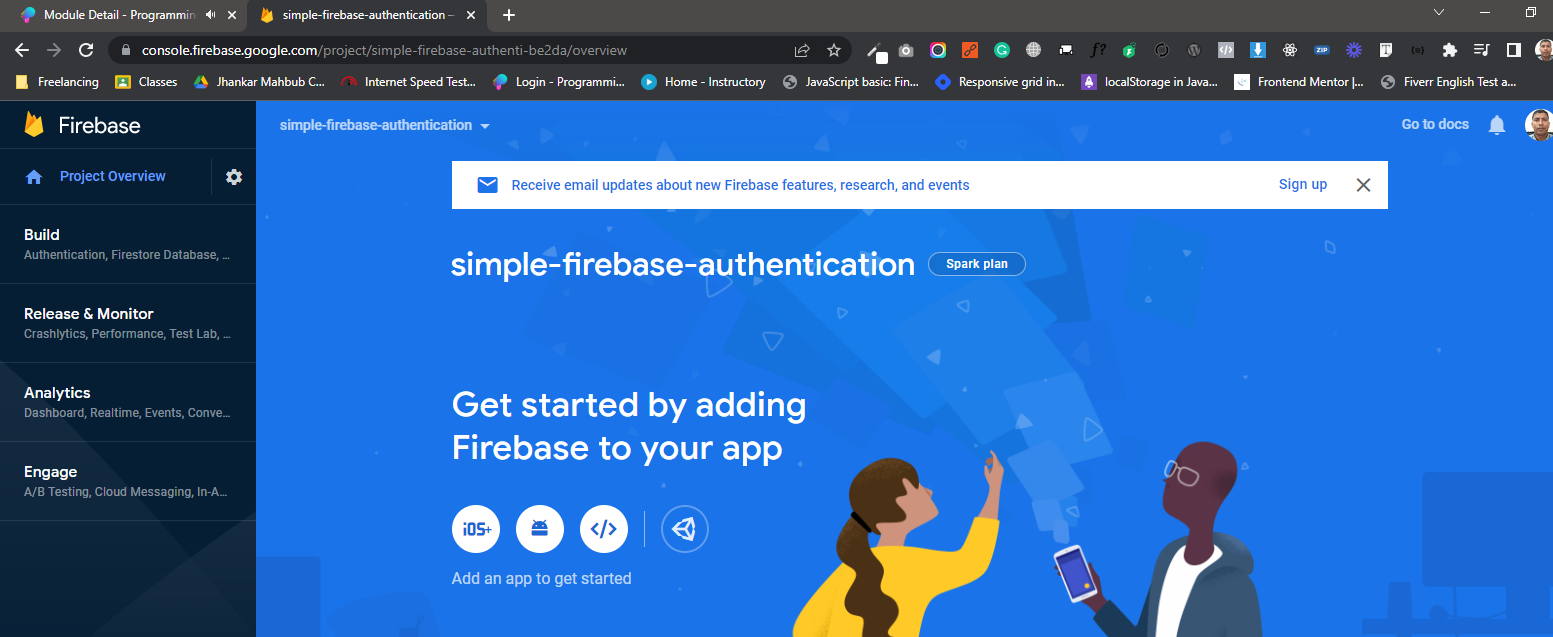 Module Detail - Programmin
simple-firebase-authentication –
console.firebase.google.com/project/simple-firebase-authenti-be2da/overview
Freelancing
Classes
Jhankar Mahbub C...
Internet Speed Test...
Login - Programmi...
Home - Instructory
JavaScript basic: Fin...
Responsive grid in...
localStorage in Java...
Frontend Mentor |...
Fiverr English Test a...
Firebase
simple-firebase-authentication
Go to docs
Project Overview
Receive email updates about new Firebase features, research, and events
Sign up
Build
Authentication, Firestore Database, ...
simple-firebase-authentication
Spark plan
Release & Monitor
Crashlytics, Performance, Test Lab, ...
Analytics
Dashboard, Realtime, Events, Conve...
Get started by adding
Firebase to your app
Engage
A/B Testing, Cloud Messaging, In-A...
iOS+
Add an app to get started